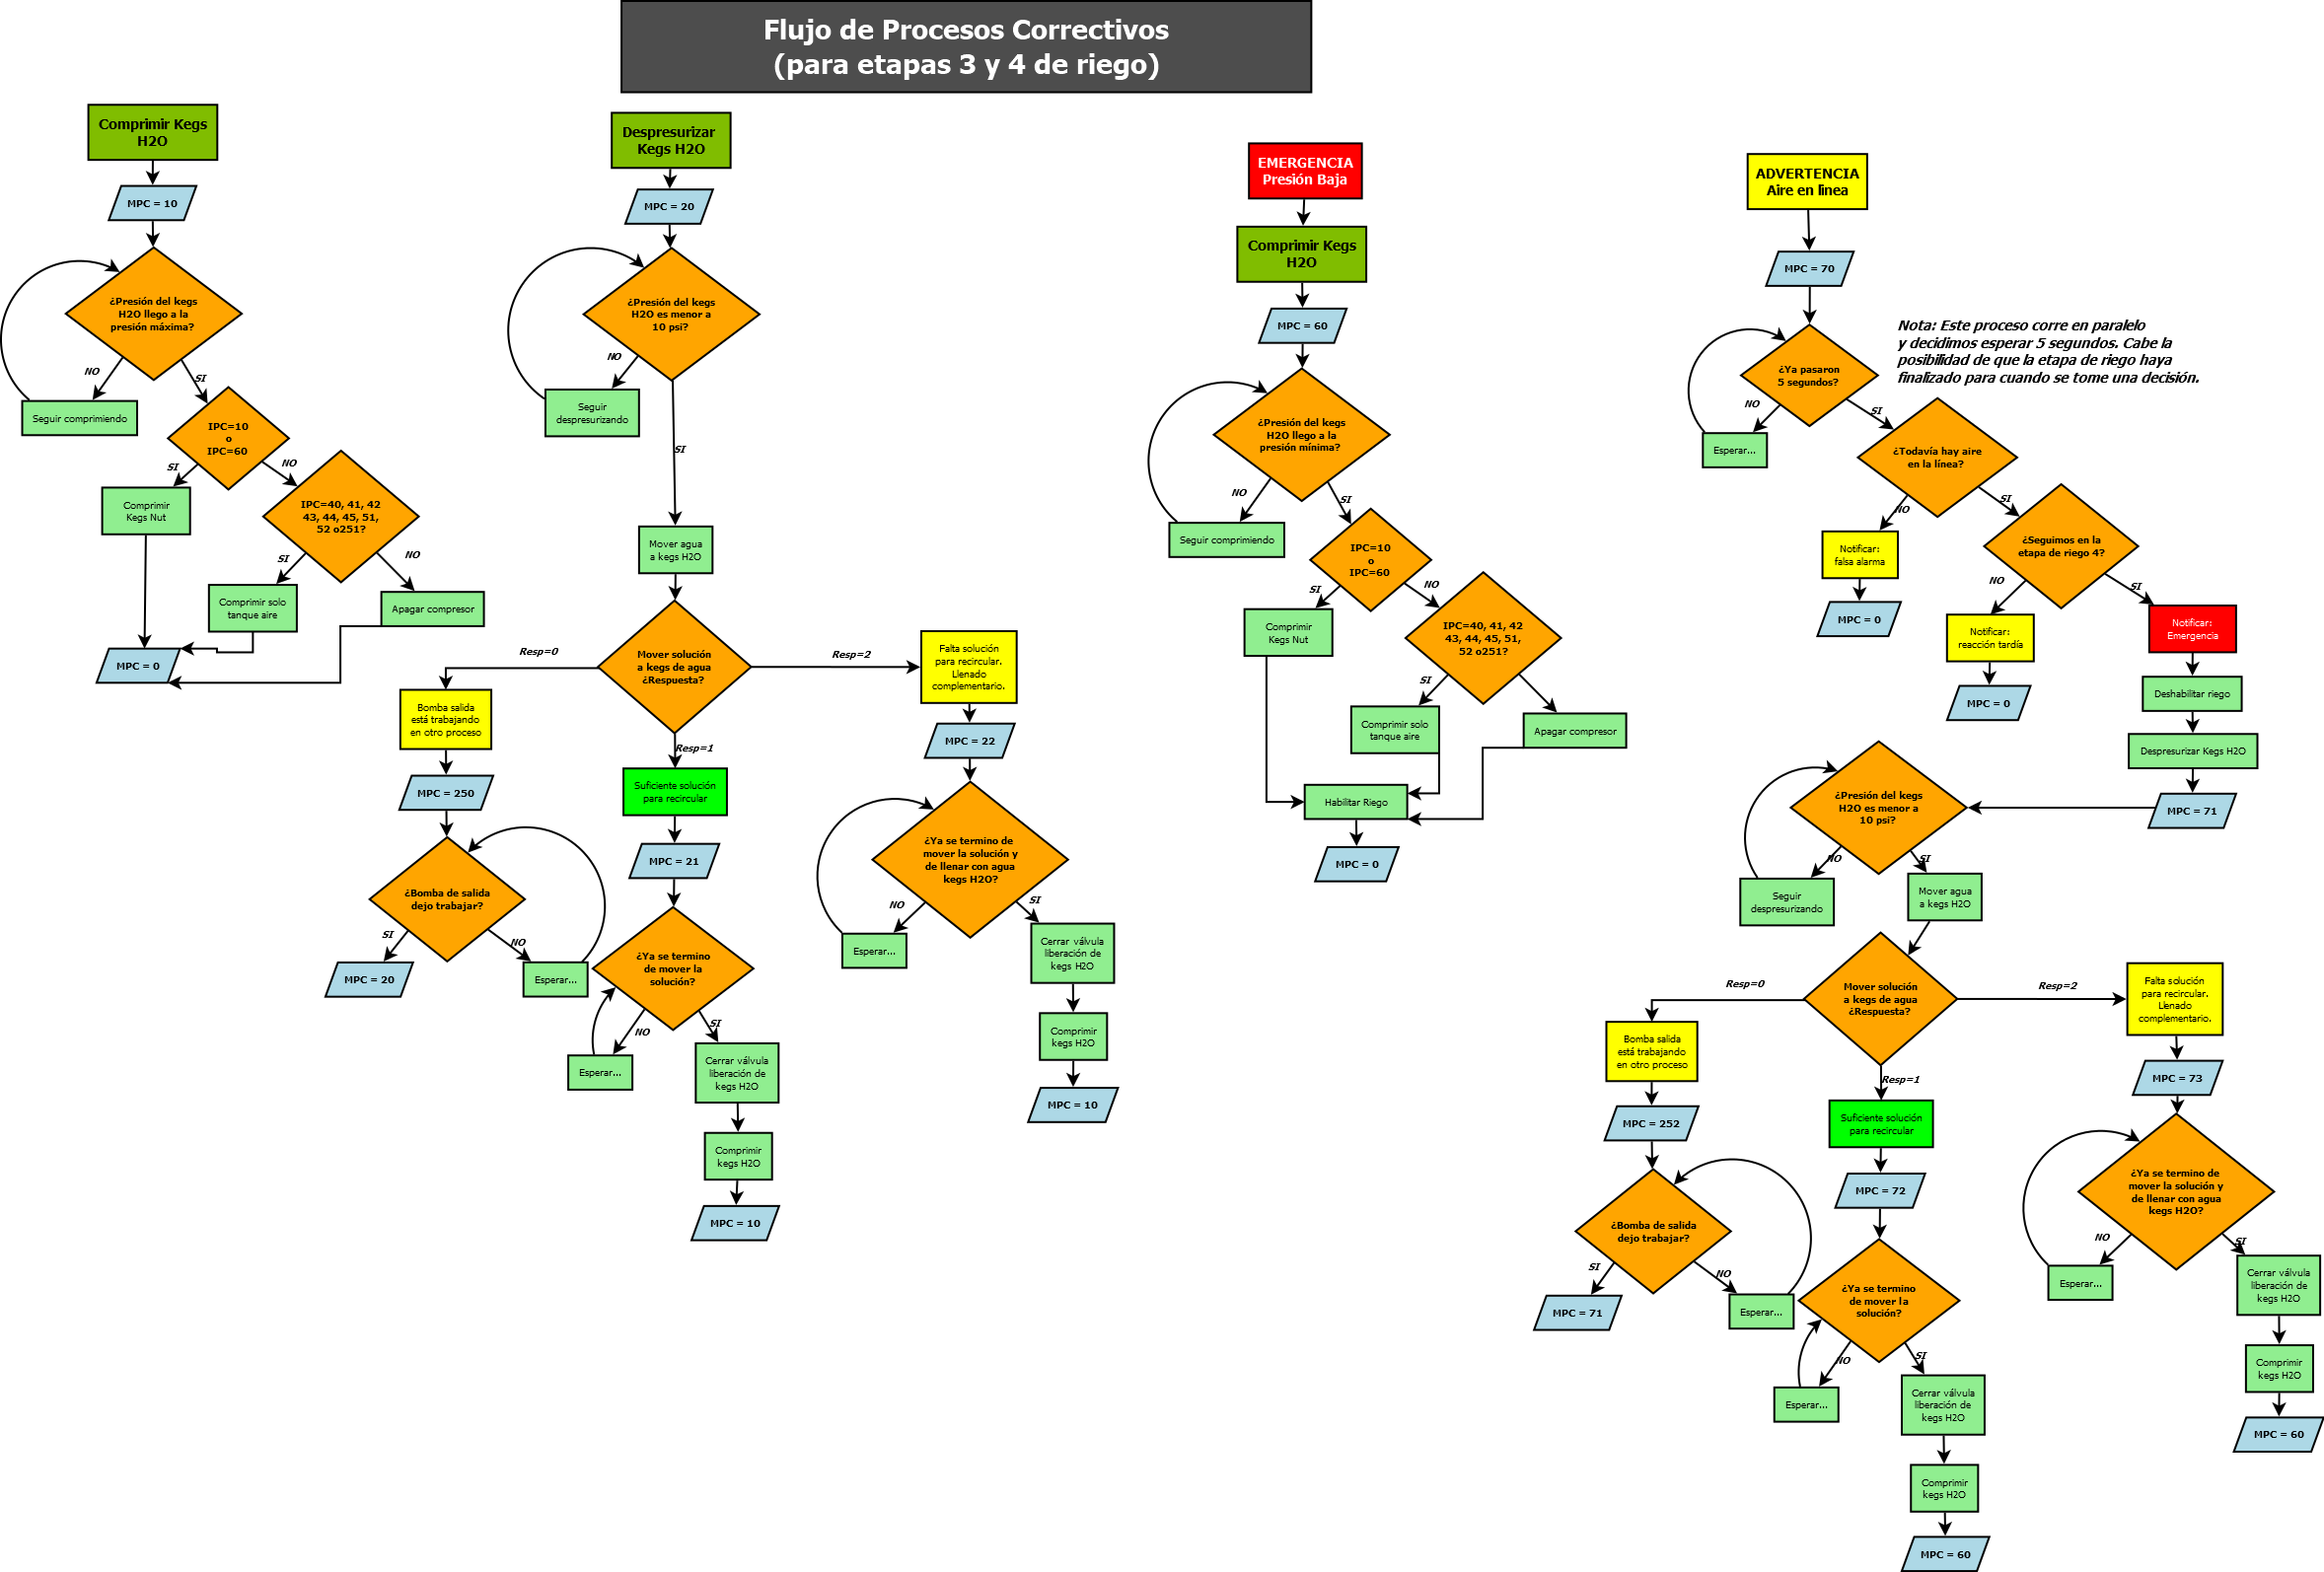 Flujo de Procesos Correctivos
(para etapas 3 y 4 de riego)
Comprimir Kegs
H2O
MPC = 10
¿Presión del kegs
H2O llego a la
presión máxima?
NO
SI
Seguir comprimiendo
IPC=10
o
IPC=60
SI
NO
Comprimir
Kegs Nut
IPC=40, 41, 42
43, 44, 45, 51,
52 o251?
SI
NO
Comprimir solo
tanque aire
Apagar compresor
MPC = 0
Despresurizar
Kegs H2O
MPC = 20
¿Presión del kegs
H2O es menor a
10 psi?
NO
Seguir
despresurizando
SI
Mover agua
a kegs H2O
Mover solución
a kegs de agua
¿Respuesta?
Resp=0
Resp=2
Resp=1
Bomba salida
está trabajando
en otro proceso
MPC = 250
¿Bomba de salida
dejo trabajar?
SI
NO
MPC = 20
Esperar...
Suficiente solución
para recircular
MPC = 21
¿Ya se termino
de mover la
solución?
NO
SI
Esperar...
Cerrar válvula
liberación de
kegs H2O
Comprimir
kegs H2O
MPC = 10
Falta solución
para recircular.
Llenado
complementario.
MPC = 22
¿Ya se termino de
mover la solución y
de llenar con agua
kegs H2O?
NO
SI
Esperar...
Cerrar válvula
liberación de
kegs H2O
Comprimir
kegs H2O
MPC = 10
EMERGENCIA
Presión Baja
Comprimir Kegs
H2O
MPC = 60
¿Presión del kegs
H2O llego a la
presión mínima?
NO
SI
Seguir comprimiendo
IPC=10
o
IPC=60
SI
NO
Comprimir
Kegs Nut
IPC=40, 41, 42
43, 44, 45, 51,
52 o251?
SI
Comprimir solo
tanque aire
Apagar compresor
Habilitar Riego
MPC = 0
ADVERTENCIA
Aire en línea
MPC = 70
Nota: Este proceso corre en paralelo
y decidimos esperar 5 segundos. Cabe la
posibilidad de que la etapa de riego haya
finalizado para cuando se tome una decisión.
¿Ya pasaron
5 segundos?
NO
SI
Esperar...
¿Todavía hay aire
en la línea?
NO
SI
Notificar:
falsa alarma
MPC = 0
¿Seguimos en la
etapa de riego 4?
NO
SI
Notificar:
reacción tardía
MPC = 0
Notificar:
Emergencia
Deshabilitar riego
Despresurizar Kegs H2O
MPC = 71
¿Presión del kegs
H2O es menor a
10 psi?
NO
SI
Seguir
despresurizando
Mover agua
a kegs H2O
Mover solución
a kegs de agua
¿Respuesta?
Resp=0
Resp=2
Resp=1
Bomba salida
está trabajando
en otro proceso
MPC = 252
¿Bomba de salida
dejo trabajar?
SI
NO
MPC = 71
Esperar...
Suficiente solución
para recircular
MPC = 72
¿Ya se termino
de mover la
solución?
NO
SI
Esperar...
Cerrar válvula
liberación de
kegs H2O
Comprimir
kegs H2O
MPC = 60
Falta solución
para recircular.
Llenado
complementario.
MPC = 73
¿Ya se termino de
mover la solución y
de llenar con agua
kegs H2O?
NO
SI
Esperar...
Cerrar válvula
liberación de
kegs H2O
Comprimir
kegs H2O
MPC = 60